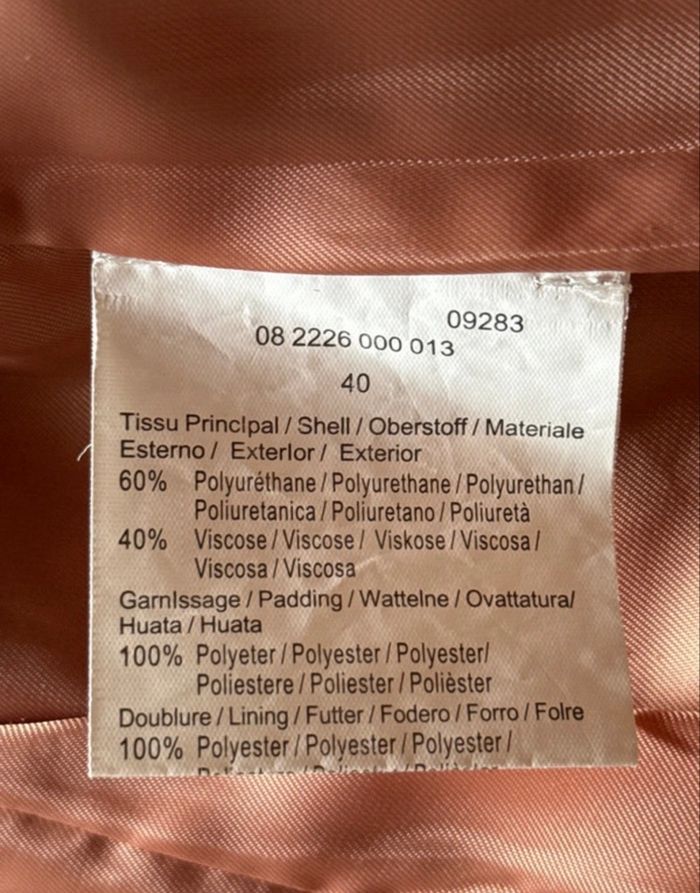 09283
08 2226 000 013
40
Tissu PrincIpal / Shell / Oberstoff / Materiale
Esterno / ExterIor / Exterior
60% Polyuréthane / Polyurethane / Polyurethan /
Poliuretanica / Poliuretano / Poliuretà
40% Viscose / Viscose / Viskose / Viscosa /
Viscosa / Viscosa
GarnIssage / Padding / Wattelne / Ovattatura/
Huata / Huata
100% Polyeter / Polyester / Polyester/
Poliestere / Poliester / Polièster
Doublure / Lining / Futter / Fodero / Forro / Folre
100% Polyester / Polyester / Polyester /